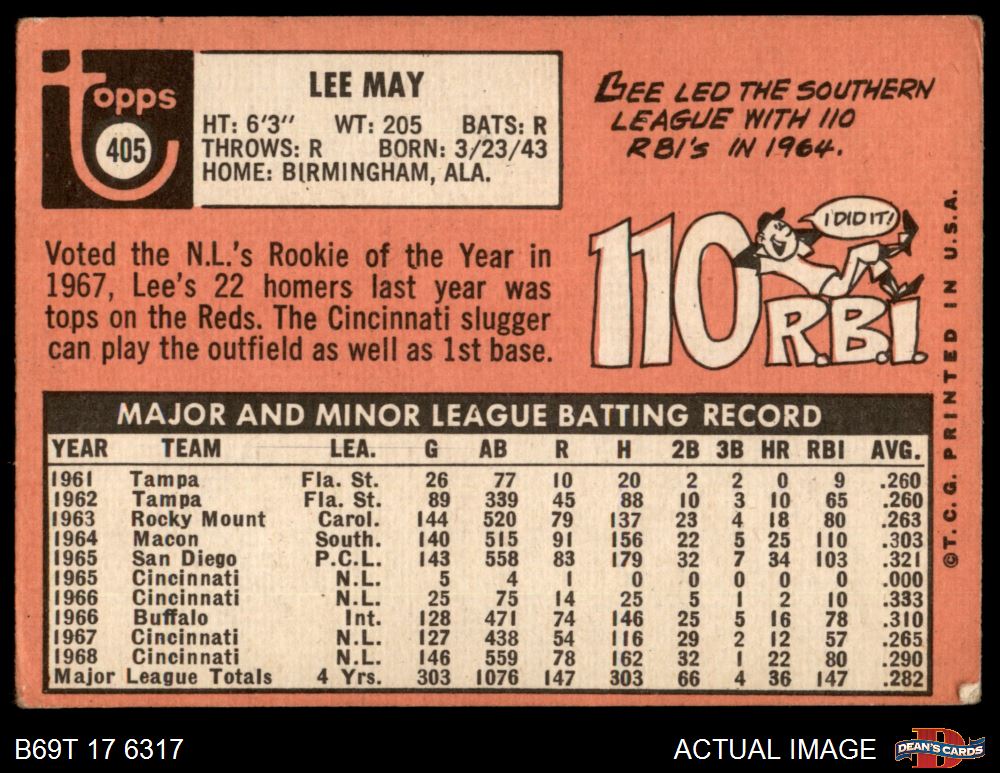 Topps
405
LEE MAY
HT: 6'3" WT: 205 BATS: R
THROWS: R BORN: 3/23/43
HOME: BIRMINGHAM, ALA.
LEE LED THE SOUTHERN
LEAGUE WITH 110
RBI'S IN 1964.
Voted the N.L.'s Rookie of the Year in
1967, Lee's 22 homers last year was
tops on the Reds. The Cincinnati slugger
can play the outfield as well as 1st base.
I DID IT!
110
R.B.I.
MAJOR AND MINOR LEAGUE BATTING RECORD
YEAR TEAM LEA. G AB R H 2B 3B HR RBI AVG.
1961 Tampa Fla. St. 26 77 10 20 2 2 0 9 .260
1962 Tampa Fla. St. 89 339 45 88 10 3 10 65 .260
1963 Rocky Mount Carol. 144 520 79 137 23 4 18 80 .263
1964 Macon South. 140 515 91 156 22 5 25 110 .303
1965 San Diego P.C.L. 143 558 83 179 32 7 34 103 .321
1965 Cincinnati N.L. 5 4 1 0 0 0 0 0 .000
1966 Cincinnati N.L. 25 75 14 25 5 1 2 10 .333
1966 Buffalo Int. 128 471 74 146 25 5 16 78 .310
1967 Cincinnati N.L. 127 438 54 116 29 2 12 57 .265
1968 Cincinnati N.L. 146 559 78 162 32 1 22 80 .290
Major League Totals 4 Yrs. 303 1076 147 303 66 4 36 147 .282
©T. C. G. PRINTED IN U.S.A.
B69T 17 6317
ACTUAL IMAGE
D
DEAN'S CARDS